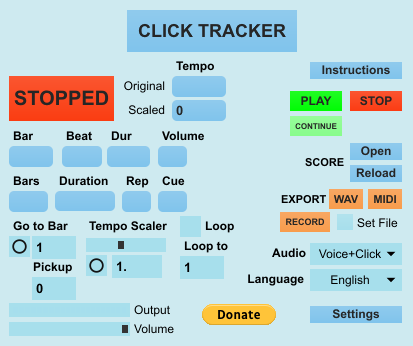 CLICK TRACKER
Tempo
Instructions
STOPPED
Original
Scaled 0
PLAY STOP
CONTINUE
Bar Beat Dur Volume
SCORE Open
Reload
Bars Duration Rep Cue
EXPORT WAV MIDI
RECORD Set File
Go to Bar Tempo Scaler Loop
1 Loop to
Pickup 1. 1
0
Audio Voice+Click
Language English
Output
Volume
Donate
Settings